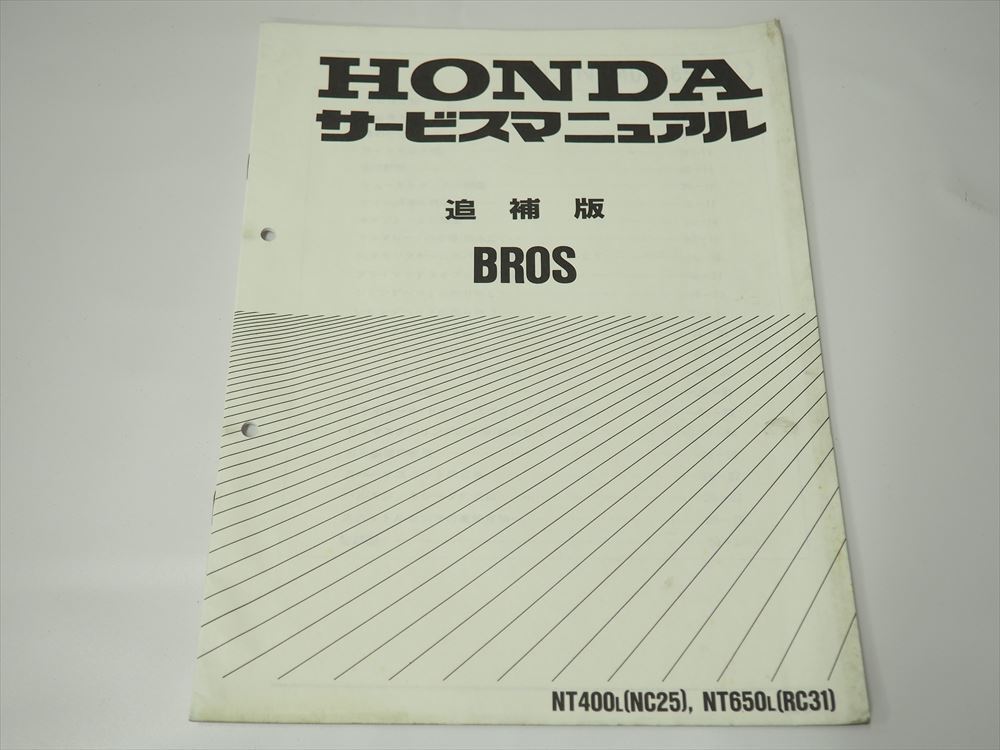 HONDA
サービスマニュアル
追補版
BROS
NT400L(NC25), NT650L(RC31)